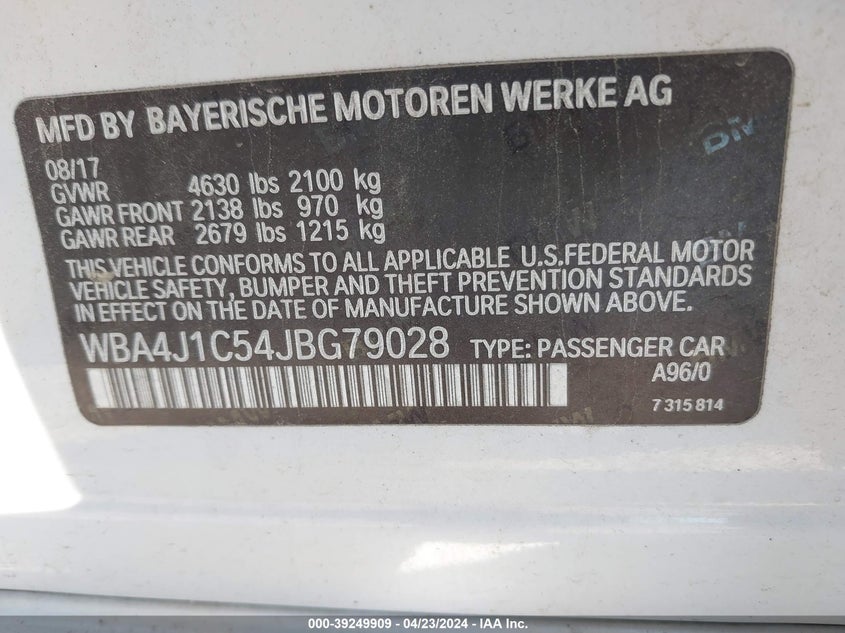 MFD BY BAYERISCHE MOTOREN WERKE AG
08/17
GVWR 4630 lbs 2100 kg
GAWR FRONT 2138 lbs 970 kg
GAWR REAR 2679 lbs 1215 kg
THIS VEHICLE CONFORMS TO ALL APPLICABLE U.S.FEDERAL MOTOR
VEHICLE SAFETY, BUMPER AND THEFT PREVENTION STANDARDS
IN EFFECT ON THE DATE OF MANUFACTURE SHOWN ABOVE.
WBA4J1C54JBG79028 TYPE: PASSENGER CAR
A96/0
7 315 814
000-39249909 | 04/23/2024 | IAA Inc.